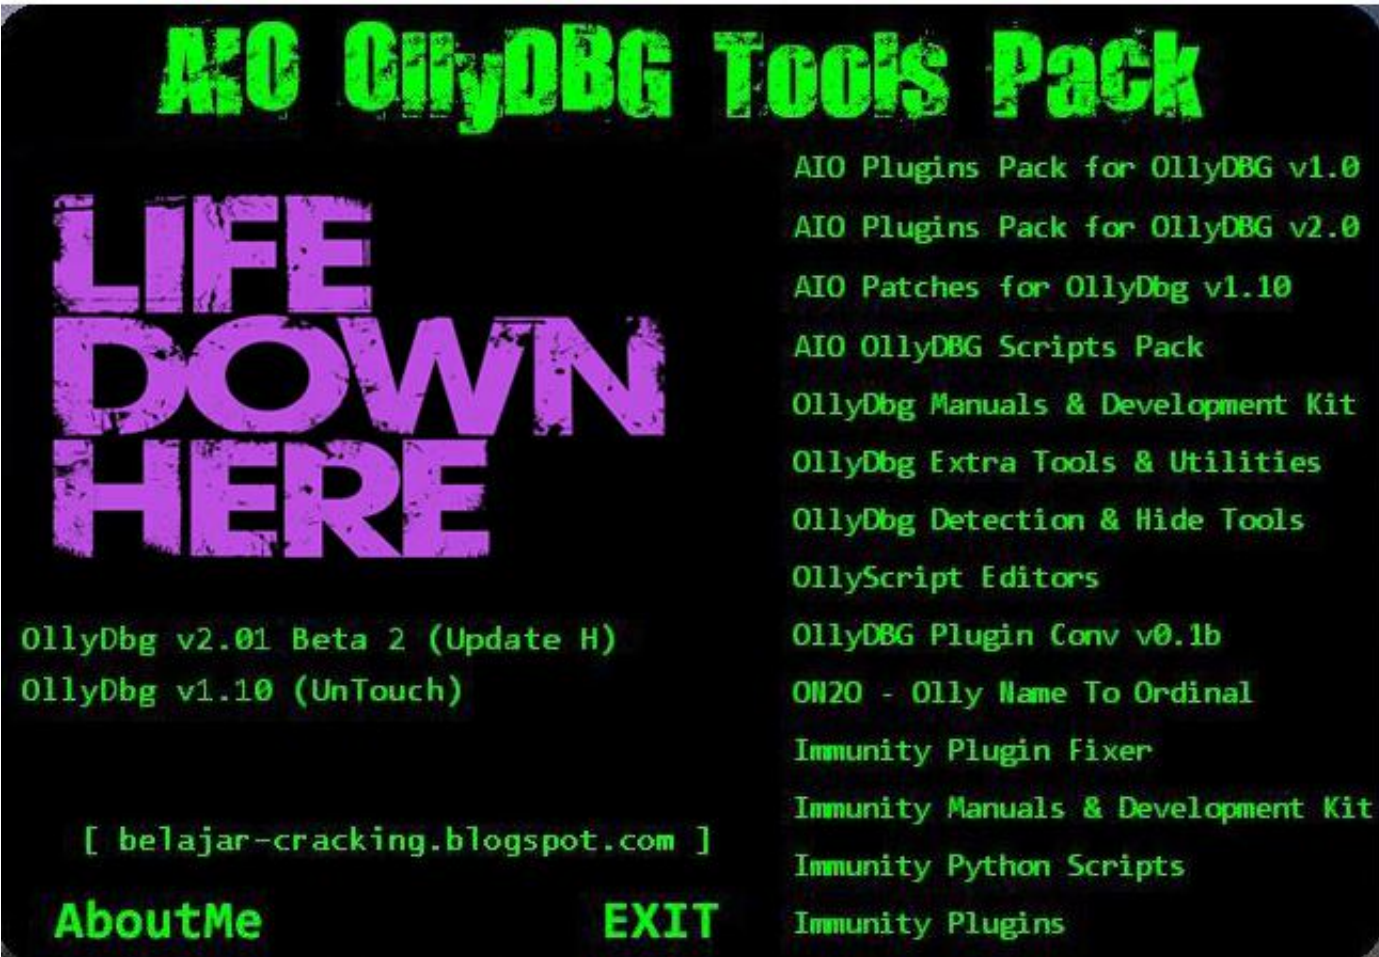 AIO OllyDBG Tools Pack
LIFE
DOWN
HERE
OllyDbg v2.01 Beta 2 (Update H)
OllyDbg v1.10 (UnTouch)
[ belajar-cracking.blogspot.com ]
AboutMe
EXIT
AIO Plugins Pack for OllyDBG v1.0
AIO Plugins Pack for OllyDBG v2.0
AIO Patches for OllyDbg v1.10
AIO OllyDBG Scripts Pack
OllyDbg Manuals & Development Kit
OllyDbg Extra Tools & Utilities
OllyDbg Detection & Hide Tools
OllyScript Editors
OllyDBG Plugin Conv v0.1b
ON2O - Olly Name To Ordinal
Immunity Plugin Fixer
Immunity Manuals & Development Kit
Immunity Python Scripts
Immunity Plugins